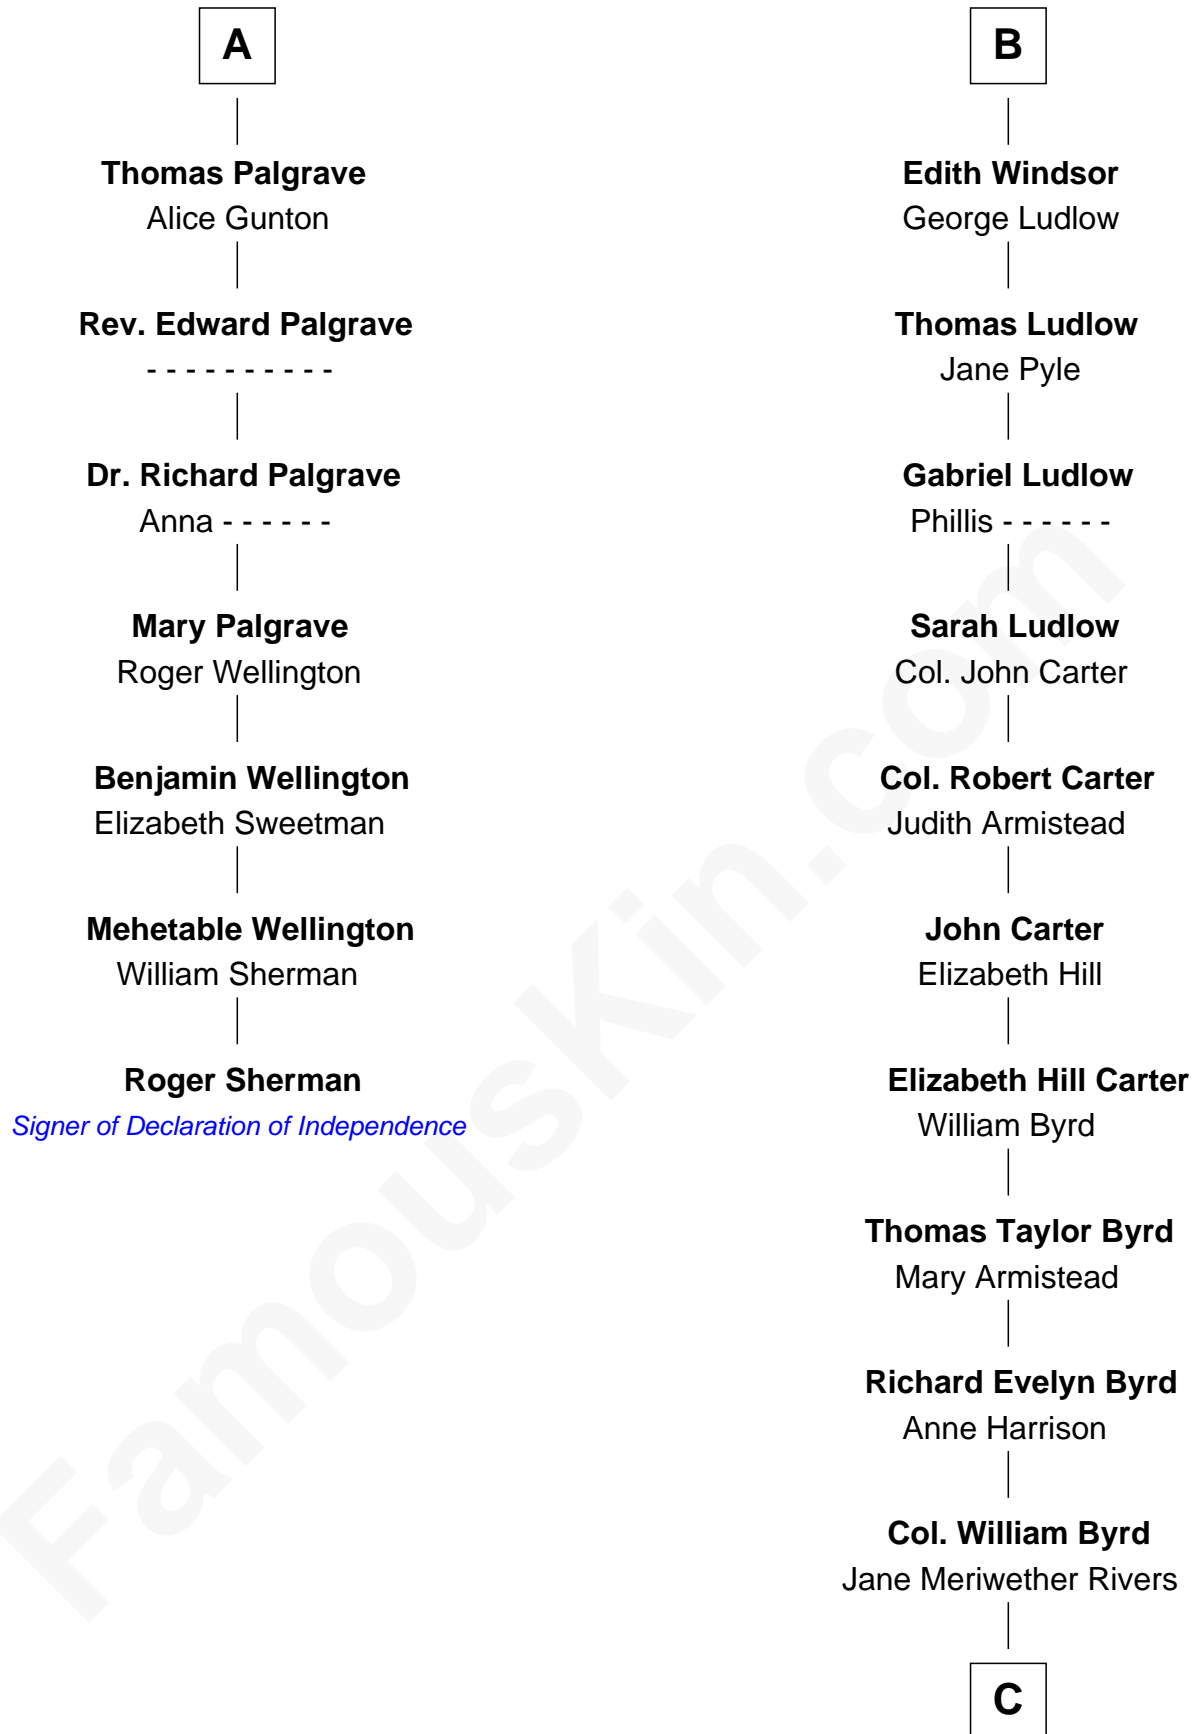 A
Thomas Palgrave
Alice Gunton
Rev. Edward Palgrave
- - - - - - - - - -
Dr. Richard Palgrave
Anna - - - - - -
Mary Palgrave
Roger Wellington
Benjamin Wellington
Elizabeth Sweetman
Mehetable Wellington
William Sherman
Roger Sherman
Signer of Declaration of Independence
B
Edith Windsor
George Ludlow
Thomas Ludlow
Jane Pyle
Gabriel Ludlow
Phillis - - - - - -
Sarah Ludlow
Col. John Carter
Col. Robert Carter
Judith Armistead
John Carter
Elizabeth Hill
Elizabeth Hill Carter
William Byrd
Thomas Taylor Byrd
Mary Armistead
Richard Evelyn Byrd
Anne Harrison
Col. William Byrd
Jane Meriwether Rivers
C
FamousKin.com